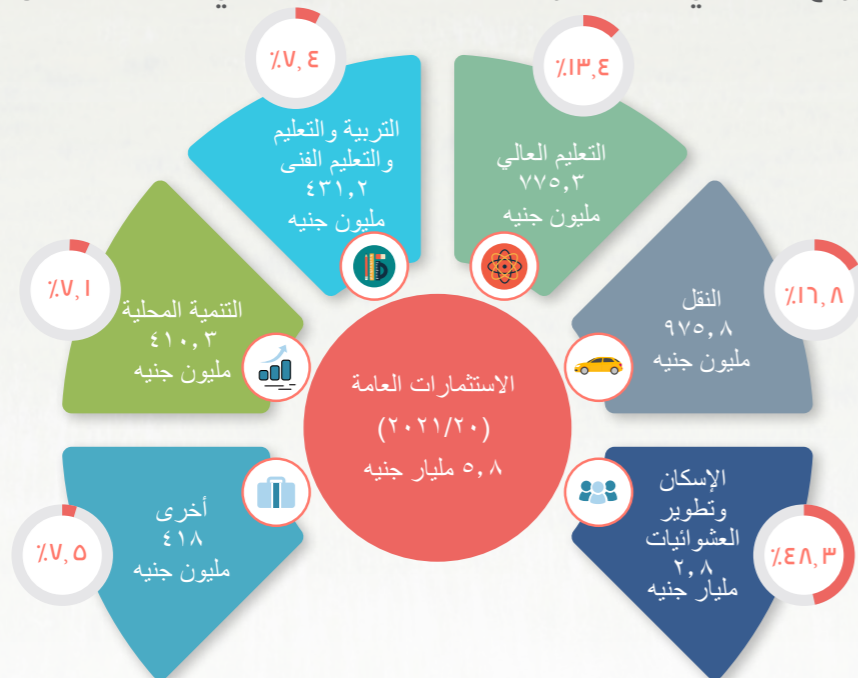 ٪١٣,٤
التعليم العالي
٧٧٥,٣
مليون جنيه
٪١٦,٨
النقل
٩٧٥,٨
مليون جنيه
٪٤٨,٣
الإسكان
وتطوير
العشوائيات
٢,٨
مليار جنيه
٪٧,٤
التربية والتعليم
والتعليم الفنى
٤٣١,٢
مليون جنيه
٪٧,١
التنمية المحلية
٤١٠,٣
مليون جنيه
٪٧,٥
أخرى
٤١٨
مليون جنيه
الاستثمارات العامة
(٢٠٢١/٢٠)
٥,٨ مليار جنيه